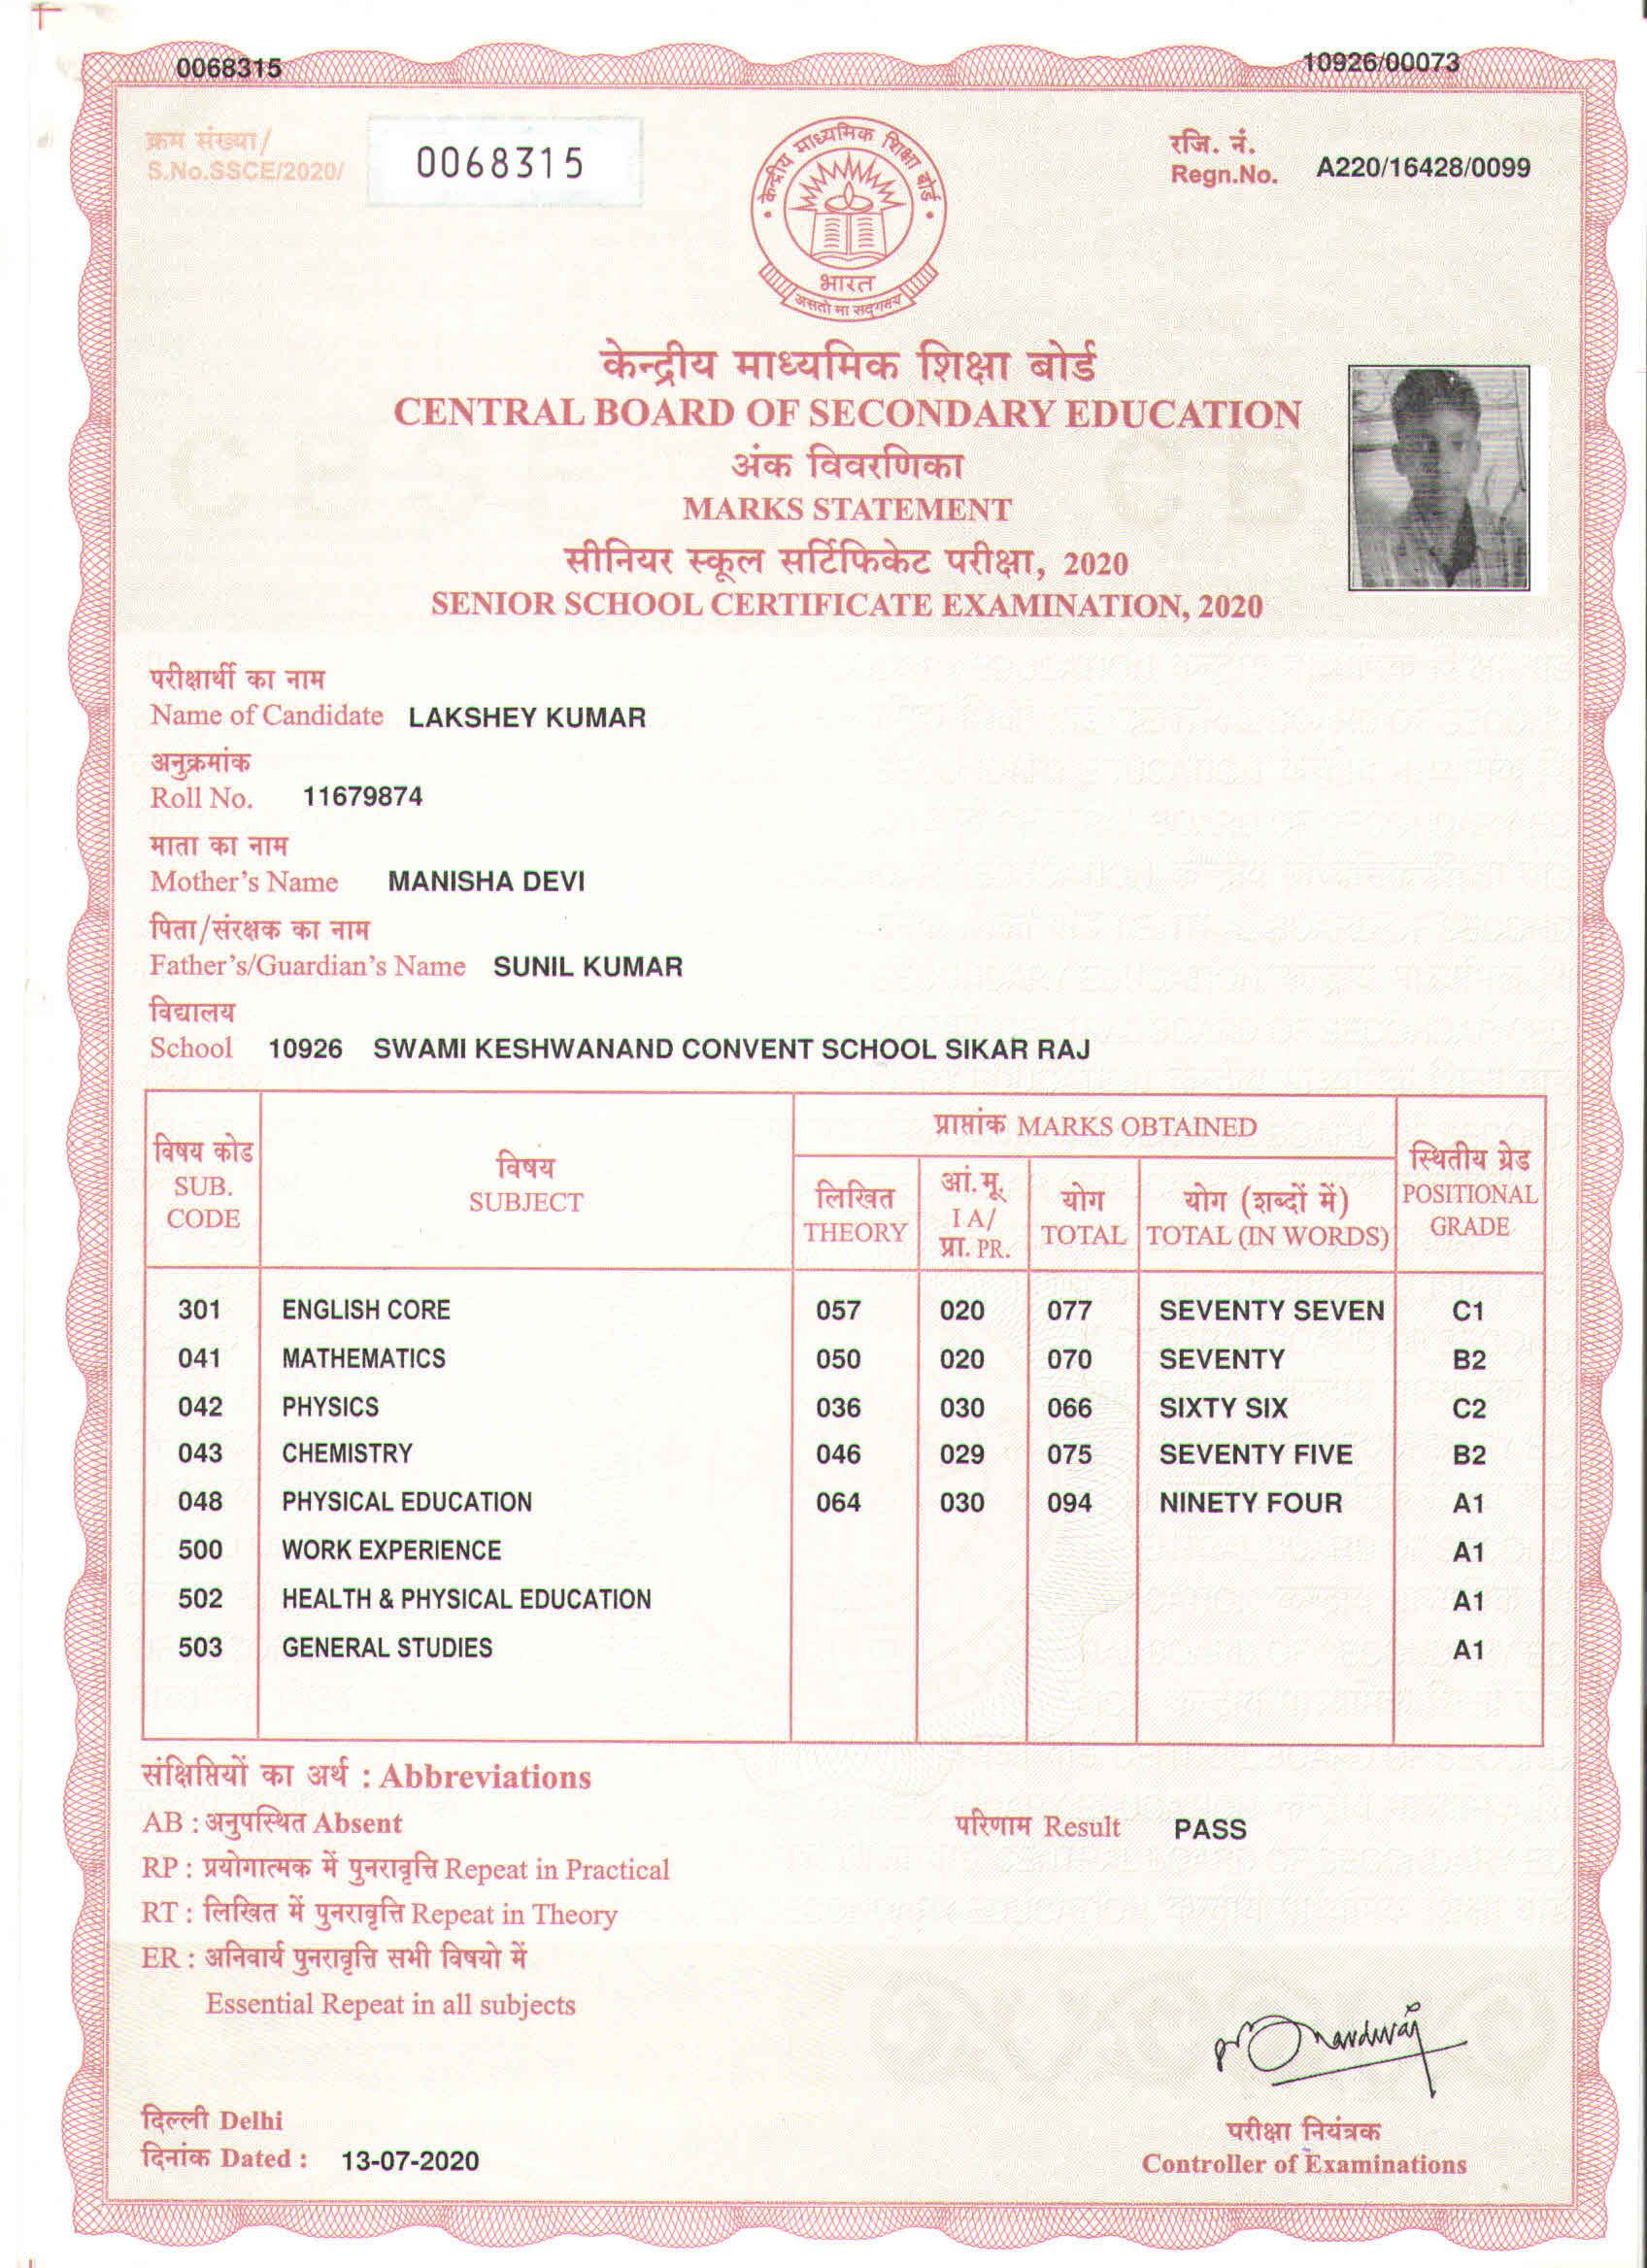 0068315
10926/00073
क्रम संख्या/
S.No.SSCE/2020/
0068315
रजि. नं.
Regn.No. A220/16428/0099
केन्द्रीय माध्यमिक शिक्षा बोर्ड
भारत
असतो मा सद्गमय
केन्द्रीय माध्यमिक शिक्षा बोर्ड
CENTRAL BOARD OF SECONDARY EDUCATION
अंक विवरणिका
MARKS STATEMENT
सीनियर स्कूल सर्टिफिकेट परीक्षा, 2020
SENIOR SCHOOL CERTIFICATE EXAMINATION, 2020
परीक्षार्थी का नाम
Name of Candidate LAKSHEY KUMAR
अनुक्रमांक
Roll No. 11679874
माता का नाम
Mother's Name MANISHA DEVI
पिता/संरक्षक का नाम
Father's/Guardian's Name SUNIL KUMAR
विद्यालय
School 10926 SWAMI KESHWANAND CONVENT SCHOOL SIKAR RAJ
विषय कोड
SUB.
CODE
विषय
SUBJECT
प्राप्तांक MARKS OBTAINED
लिखित
THEORY
आं.मू.
I A/
प्रा. PR.
योग
TOTAL
योग (शब्दों में)
TOTAL (IN WORDS)
स्थितीय ग्रेड
POSITIONAL
GRADE
301 ENGLISH CORE 057 020 077 SEVENTY SEVEN C1
041 MATHEMATICS 050 020 070 SEVENTY B2
042 PHYSICS 036 030 066 SIXTY SIX C2
043 CHEMISTRY 046 029 075 SEVENTY FIVE B2
048 PHYSICAL EDUCATION 064 030 094 NINETY FOUR A1
500 WORK EXPERIENCE A1
502 HEALTH & PHYSICAL EDUCATION A1
503 GENERAL STUDIES A1
संक्षिप्तियों का अर्थ : Abbreviations
AB : अनुपस्थित Absent
परिणाम Result PASS
RP : प्रयोगात्मक में पुनरावृत्ति Repeat in Practical
RT : लिखित में पुनरावृत्ति Repeat in Theory
ER : अनिवार्य पुनरावृत्ति सभी विषयो में
Essential Repeat in all subjects
दिल्ली Delhi
दिनांक Dated : 13-07-2020
परीक्षा नियंत्रक
Controller of Examinations